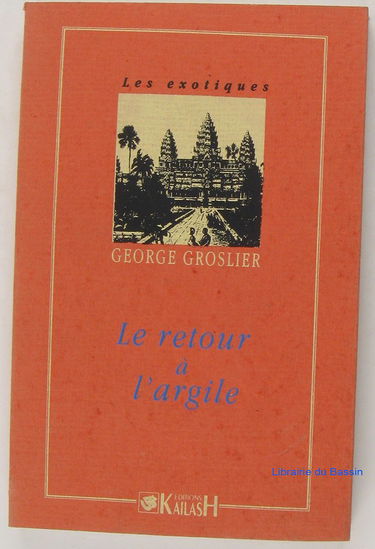 Les exotiques
GEORGE GROSLIER
Le retour
à
l'argile
Librairie du Bassin
EDITIONS
KAILASH